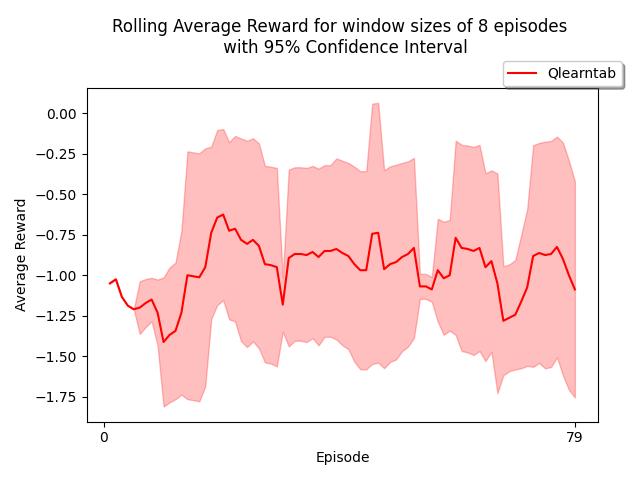 Rolling Average Reward for window sizes of 8 episodes
with 95% Confidence Interval
Qlearntab
0.00
−0.25
−0.50
−0.75
−1.00
−1.25
−1.50
−1.75
Average Reward
0 79
Episode